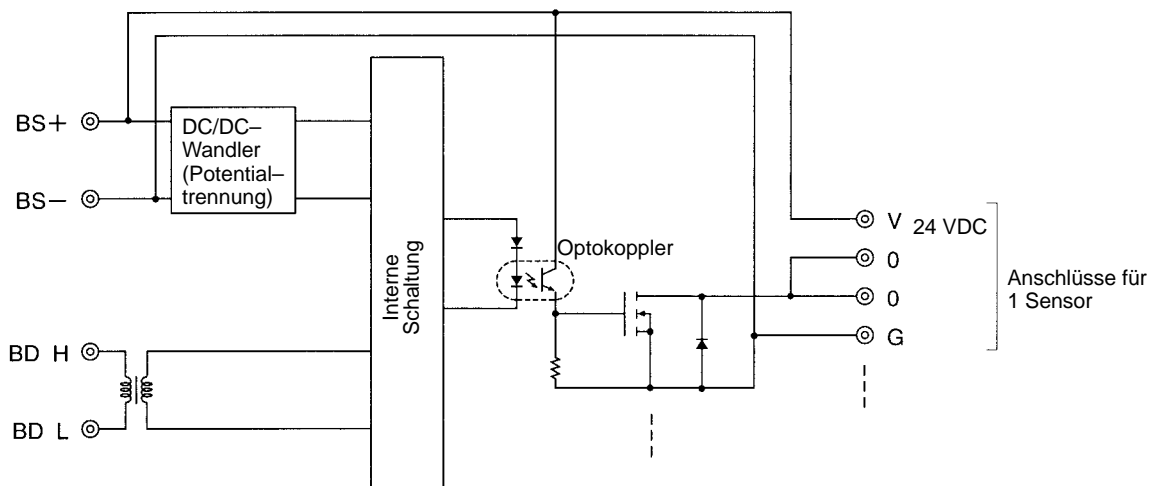 BS+
BS–
DC/DC–
Wandler
(Potential–
trennung)
Interne
Schaltung
Optokoppler
V 24 VDC
0
0
G
Anschlüsse für
1 Sensor
BD H
BD L